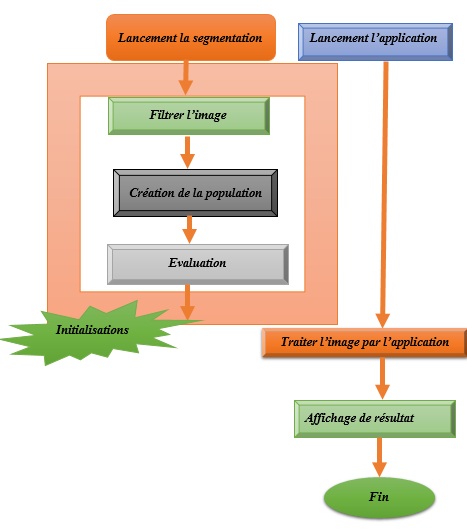 Lancement la segmentation
Lancement l'application
Filtrer l'image
Création de la population
Evaluation
Initialisations
Traiter l'image par l'application
Affichage de résultat
Fin